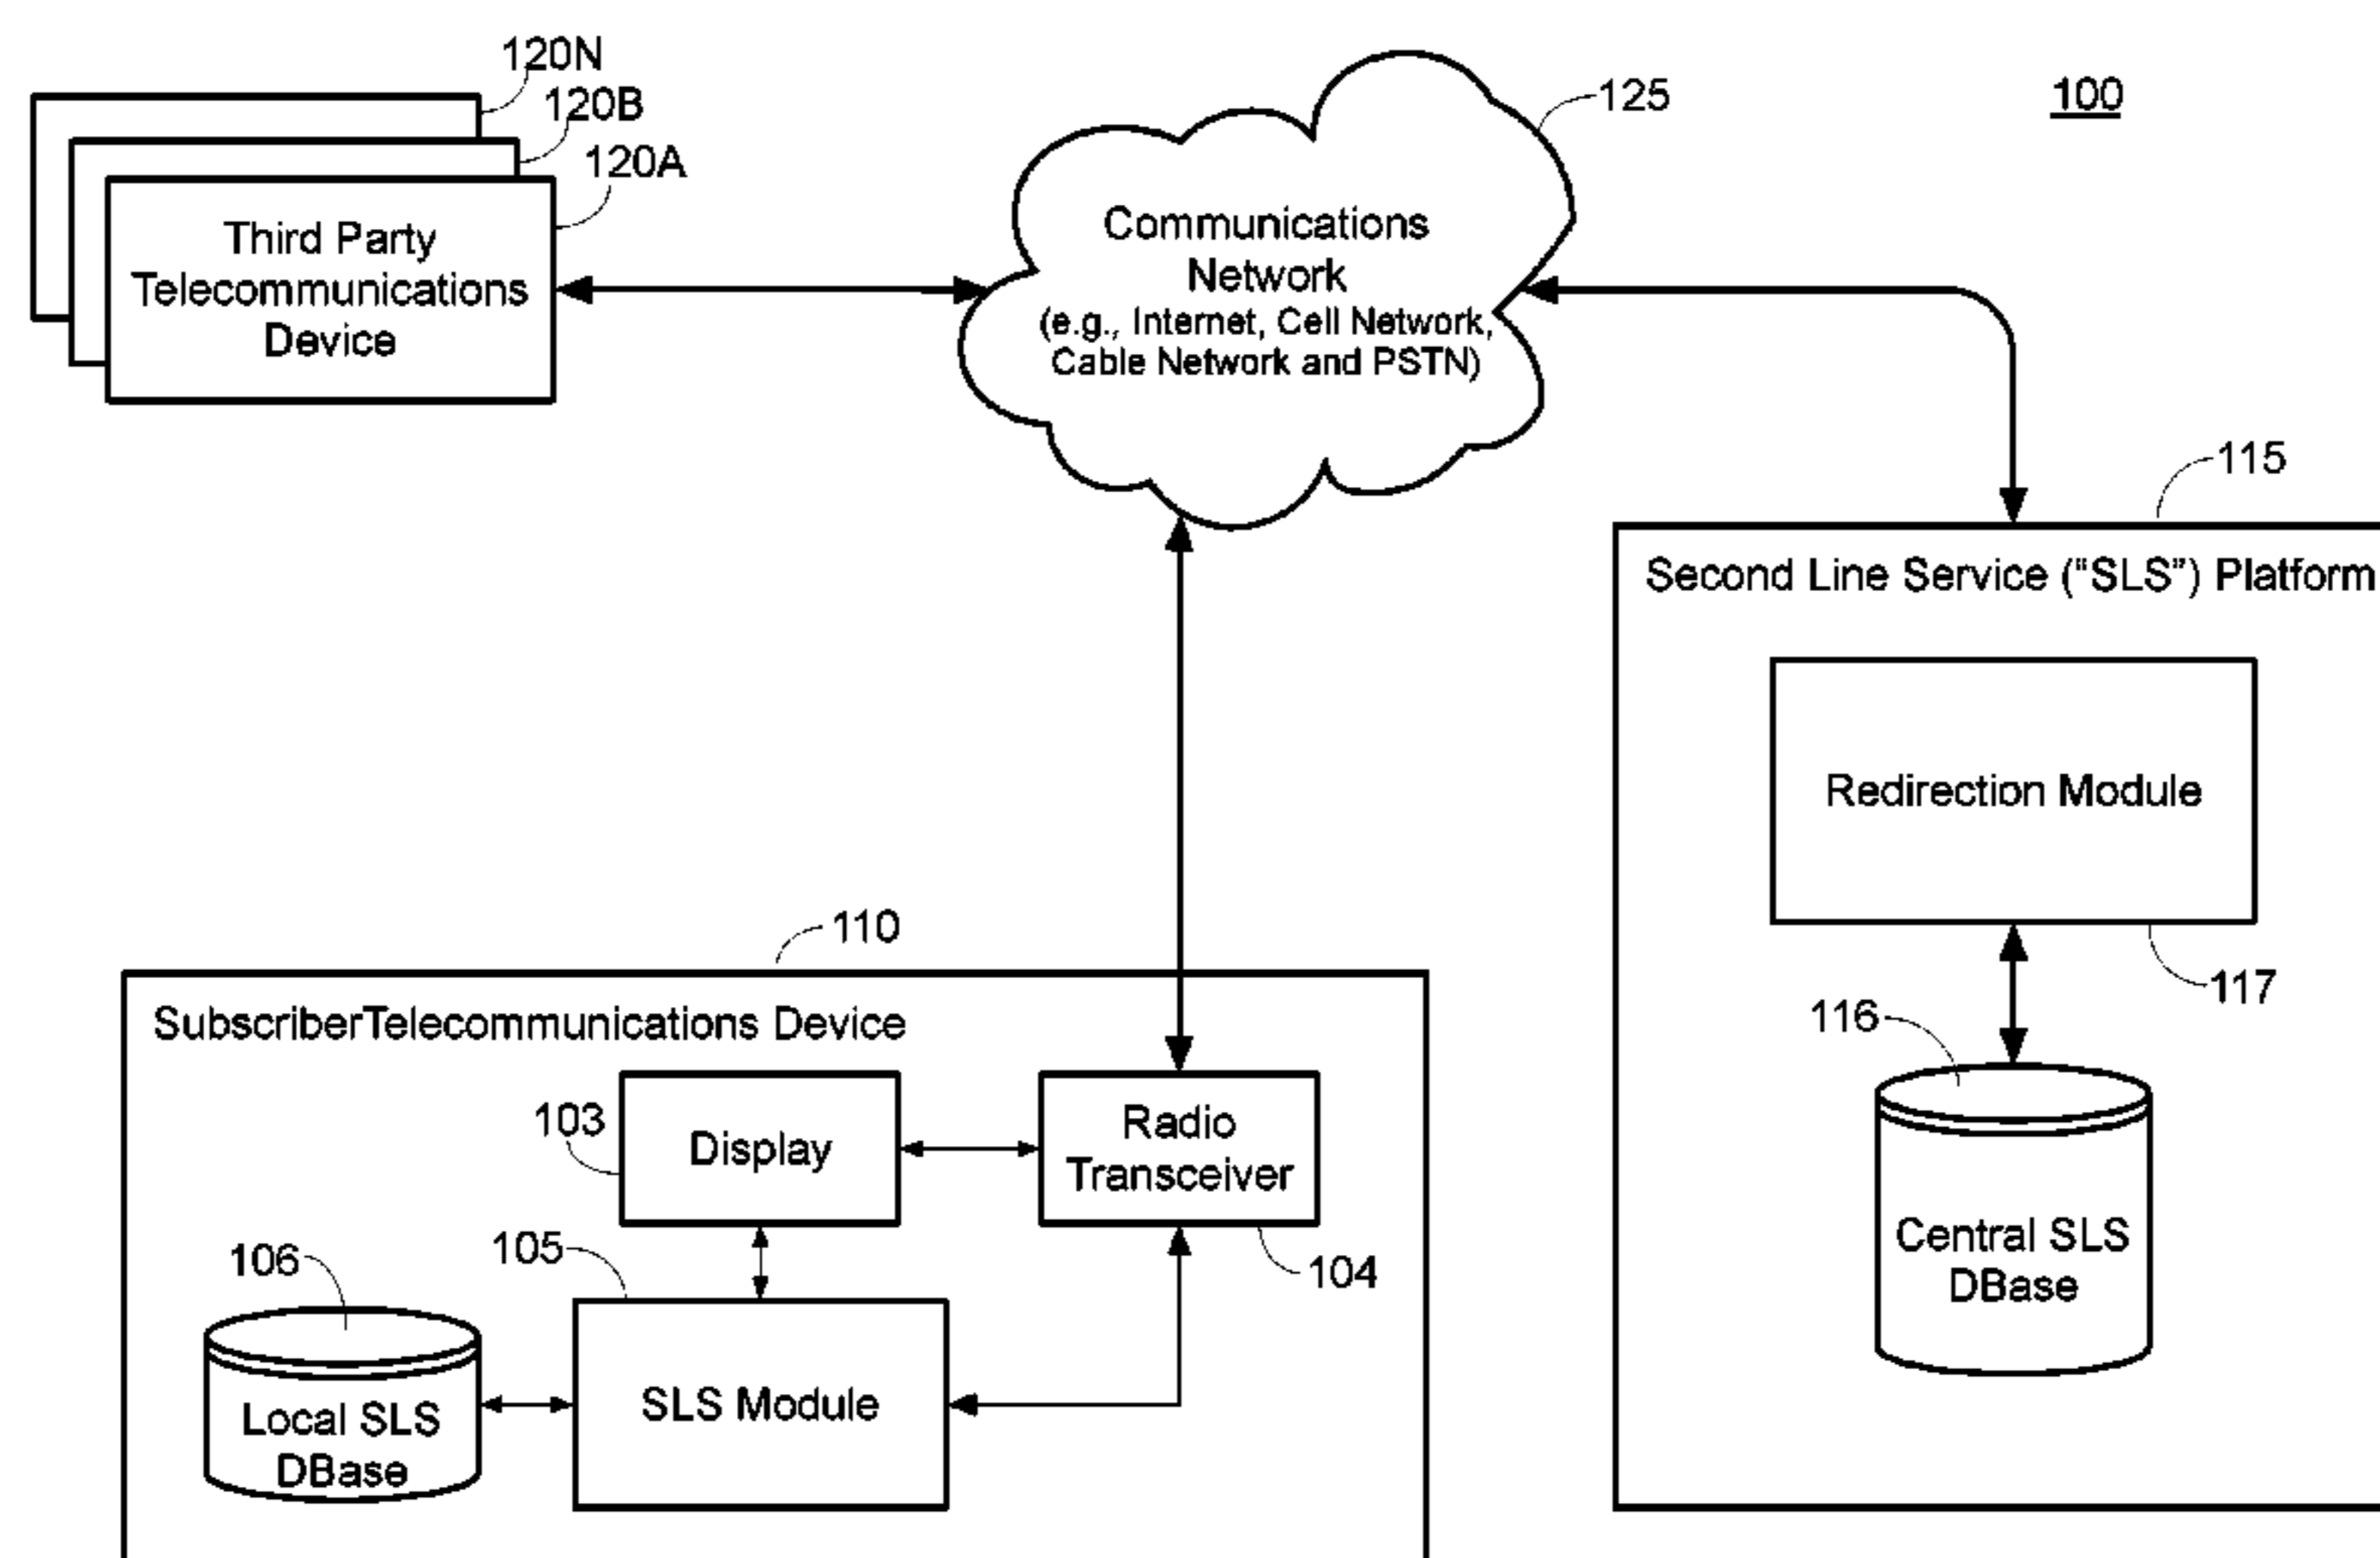 120N
120B
120A
Third Party
Telecommunications
Device
125
Communications
Network
(e.g., Internet, Cell Network,
Cable Network and PSTN)
100
115
Second Line Service (“SLS”) Platform
Redirection Module
117
116
Central SLS
DBase
110
SubscriberTelecommunications Device
103
Display
Radio
Transceiver
104
105
106
SLS Module
Local SLS
DBase